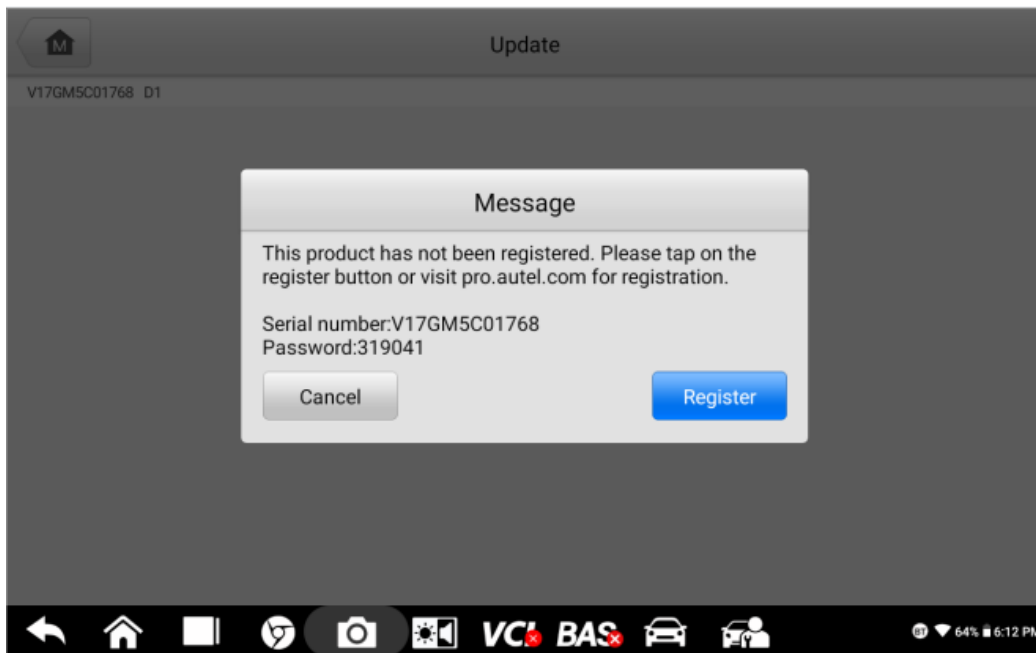 M
Update
V17GM5C01768 D1
Message
This product has not been registered. Please tap on the
register button or visit pro.autel.com for registration.
Serial number:V17GM5C01768
Password:319041
Cancel
Register
VCI BAS BT 64% 6:12 PM